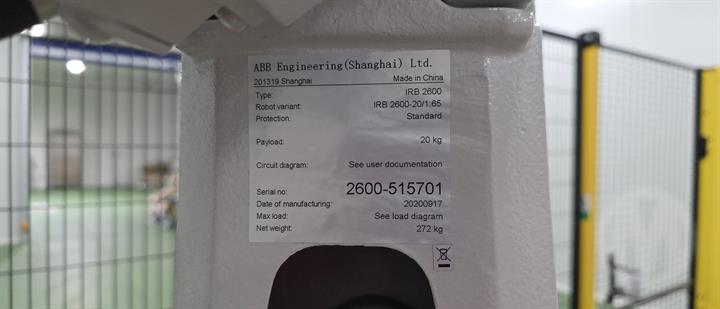 ABB Engineering(Shanghai) Ltd.
201319 Shanghai Made in China
Type: IRB 2600
Robot variant: IRB 2600-20/1.65
Protection: Standard
Payload: 20 kg
Circuit diagram: See user documentation
Serial no: 2600-515701
Date of manufacturing: 20200917
Max load: See load diagram
Net weight: 272 kg